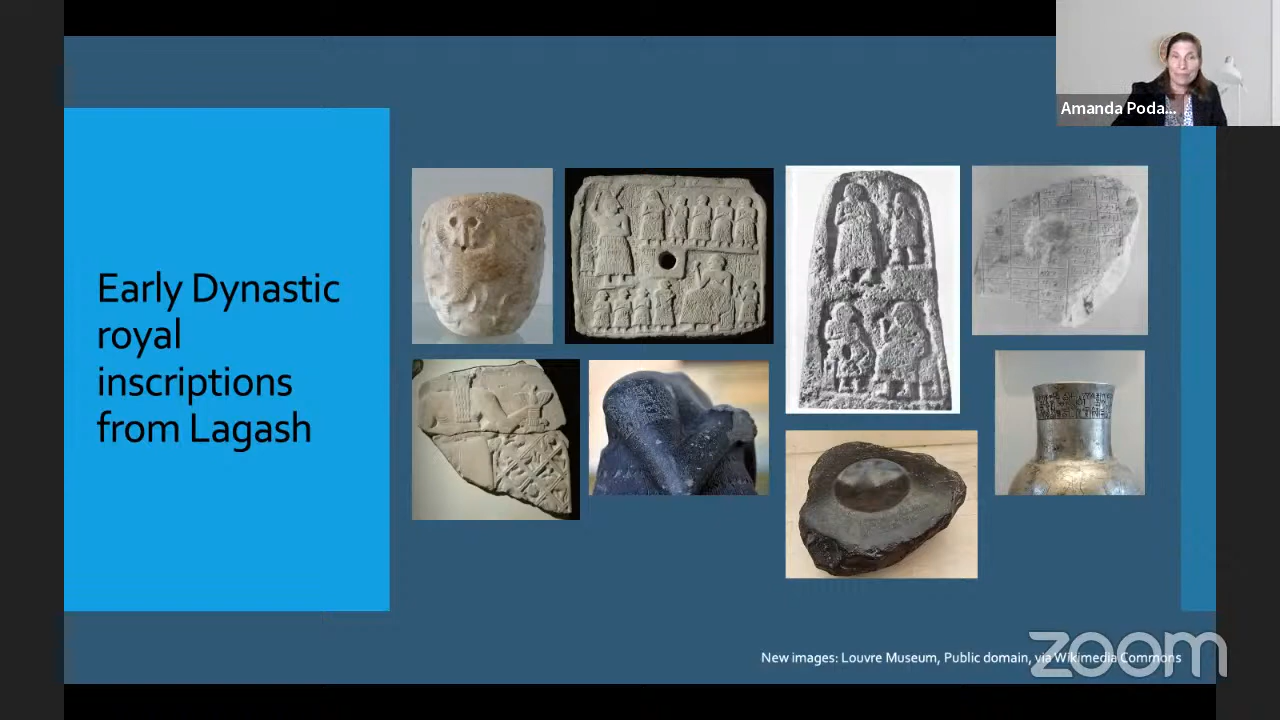 Amanda Poda...
Early Dynastic
royal
inscriptions
from Lagash
New images: Louvre Museum, Public domain, via Wikimedia Commons
zoom